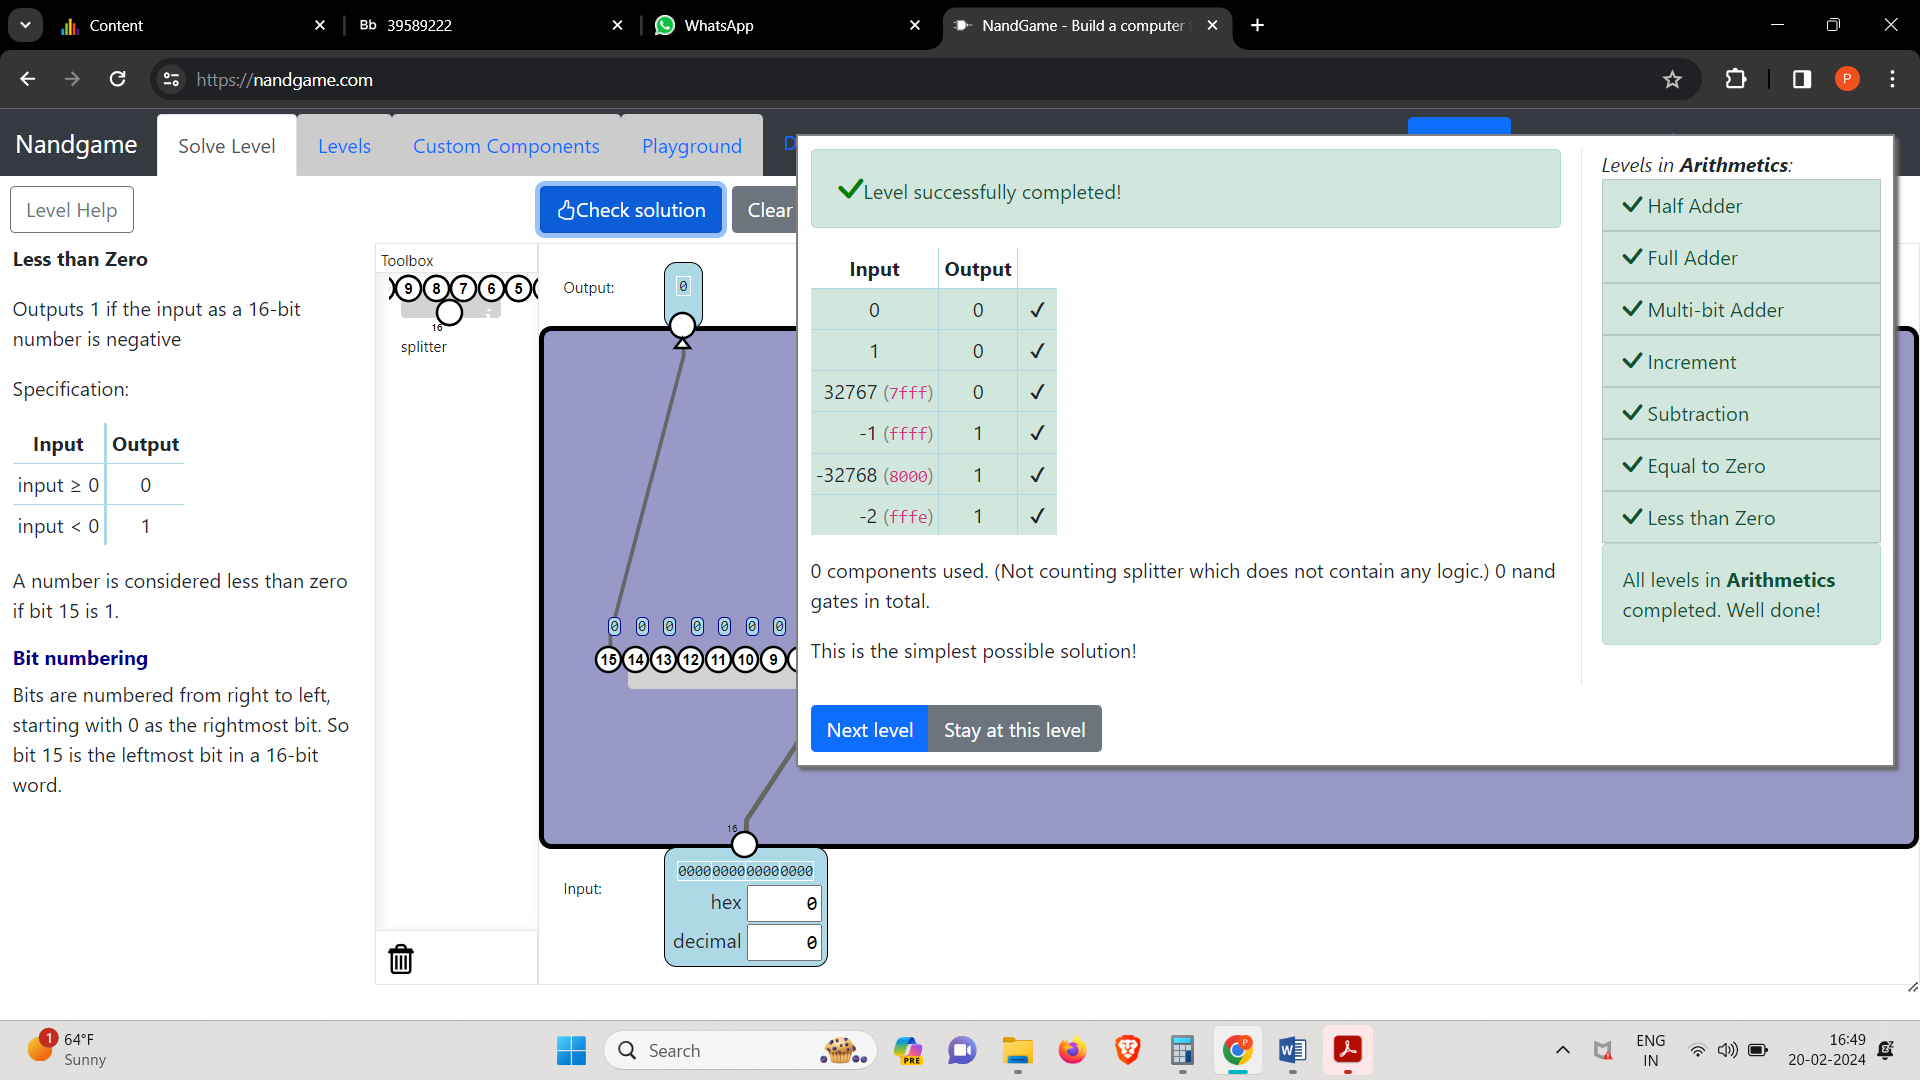 Content
Bb 39589222
WhatsApp
NandGame - Build a computer
https://nandgame.com
P
Nandgame
Solve Level
Levels
Custom Components
Playground
D
Level Help
Check solution
Clear
Less than Zero
Outputs 1 if the input as a 16-bit
number is negative
Specification:
Input Output
input ≥ 0 0
input < 0 1
A number is considered less than zero
if bit 15 is 1.
Bit numbering
Bits are numbered from right to left,
starting with 0 as the rightmost bit. So
bit 15 is the leftmost bit in a 16-bit
word.
Toolbox
9 8 7 6 5
16
splitter
Output:
0
0 0 0 0 0 0 0
15 14 13 12 11 10 9
16
Input:
0000000000000000
hex 0
decimal 0
Level successfully completed!
Input Output
0 0 ✓
1 0 ✓
32767 (7fff) 0 ✓
-1 (ffff) 1 ✓
-32768 (8000) 1 ✓
-2 (fffe) 1 ✓
0 components used. (Not counting splitter which does not contain any logic.) 0 nand
gates in total.
This is the simplest possible solution!
Next level
Stay at this level
Levels in Arithmetics:
Half Adder
Full Adder
Multi-bit Adder
Increment
Subtraction
Equal to Zero
Less than Zero
All levels in Arithmetics
completed. Well done!
1
64°F
Sunny
Search
PRE
ENG
IN
16:49
20-02-2024